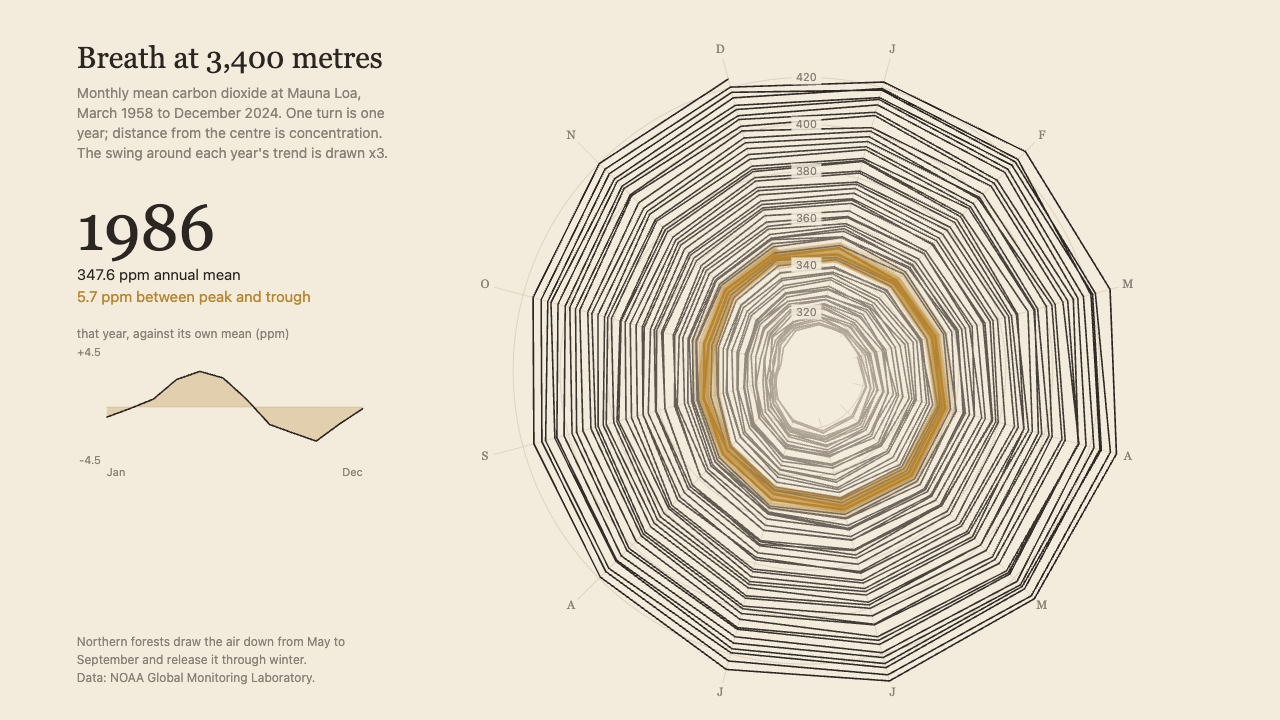 Breath at 3,400 metres
Monthly mean carbon dioxide at Mauna Loa,
March 1958 to December 2024. One turn is one
year; distance from the centre is concentration.
The swing around each year's trend is drawn x3.
1986
347.6 ppm annual mean
5.7 ppm between peak and trough
that year, against its own mean (ppm)
+4.5
-4.5
Jan
Dec
Northern forests draw the air down from May to
September and release it through winter.
Data: NOAA Global Monitoring Laboratory.
D
J
F
M
A
M
J
J
A
S
O
N
420
400
380
360
340
320